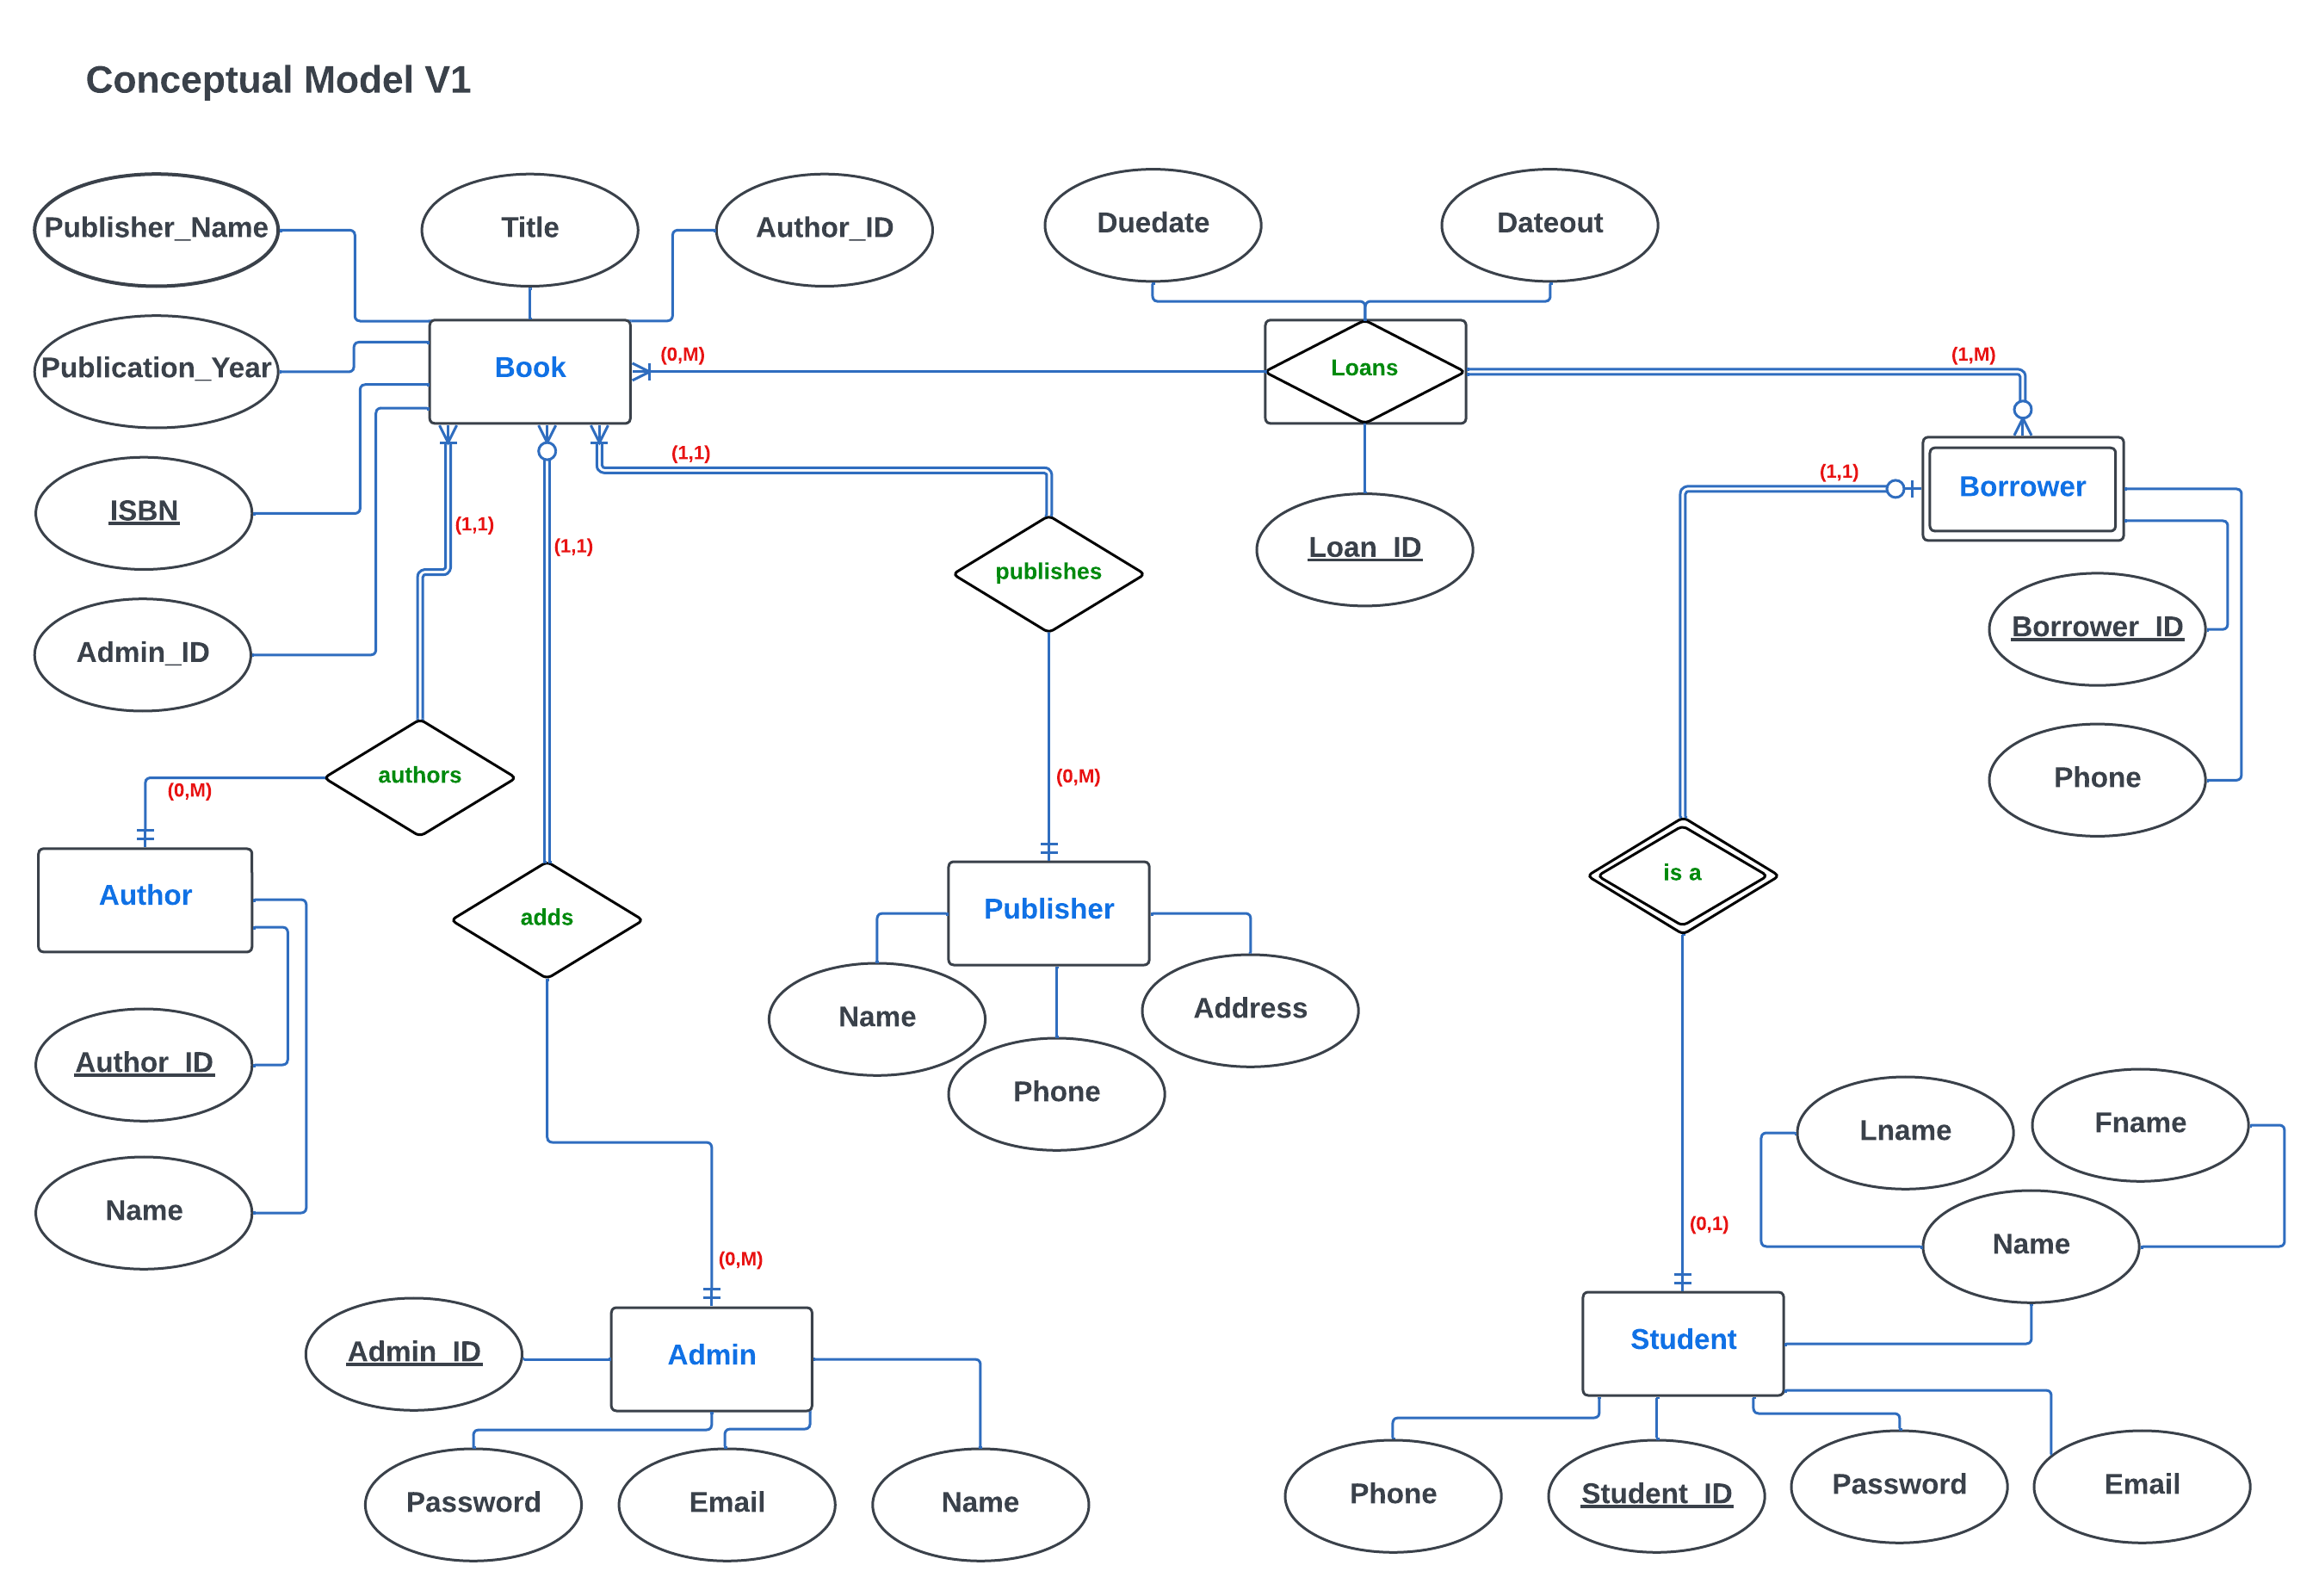 Conceptual Model V1
Publisher_Name
Title
Author_ID
Duedate
Dateout
Publication_Year
Book
(0,M)
Loans
(1,M)
ISBN
(1,1)
(1,1)
(1,1)
publishes
Loan_ID
(1,1)
Borrower
Borrower_ID
Admin_ID
authors
(0,M)
(0,M)
Phone
Author
adds
Publisher
is a
Name
Address
Phone
Author_ID
Name
Lname
Fname
Name
(0,M)
(0,1)
Admin_ID
Admin
Student
Password
Email
Name
Phone
Student_ID
Password
Email